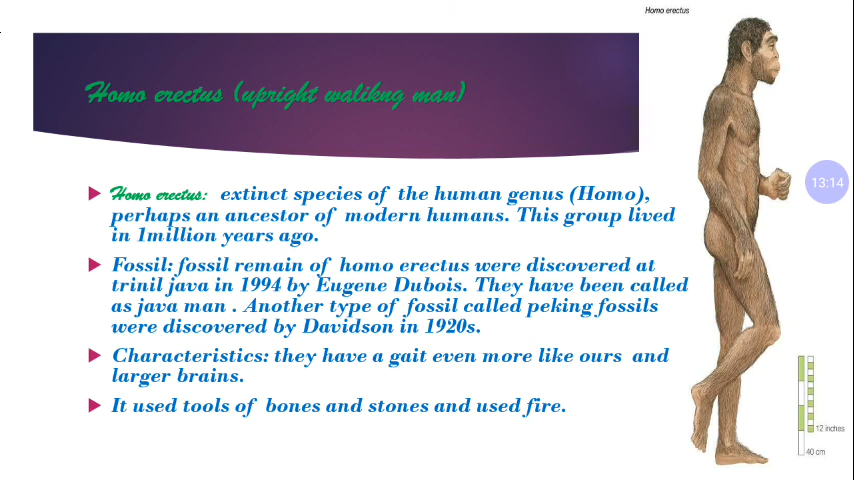 Homo erectus
Homo erectus (upright walikng man)
Homo erectus: extinct species of the human genus (Homo),
perhaps an ancestor of modern humans. This group lived
in 1million years ago.
Fossil: fossil remain of homo erectus were discovered at
trinil java in 1994 by Eugene Dubois. They have been called
as java man . Another type of fossil called peking fossils
were discovered by Davidson in 1920s.
Characteristics: they have a gait even more like ours and
larger brains.
It used tools of bones and stones and used fire.
13:14
12 inches
40 cm